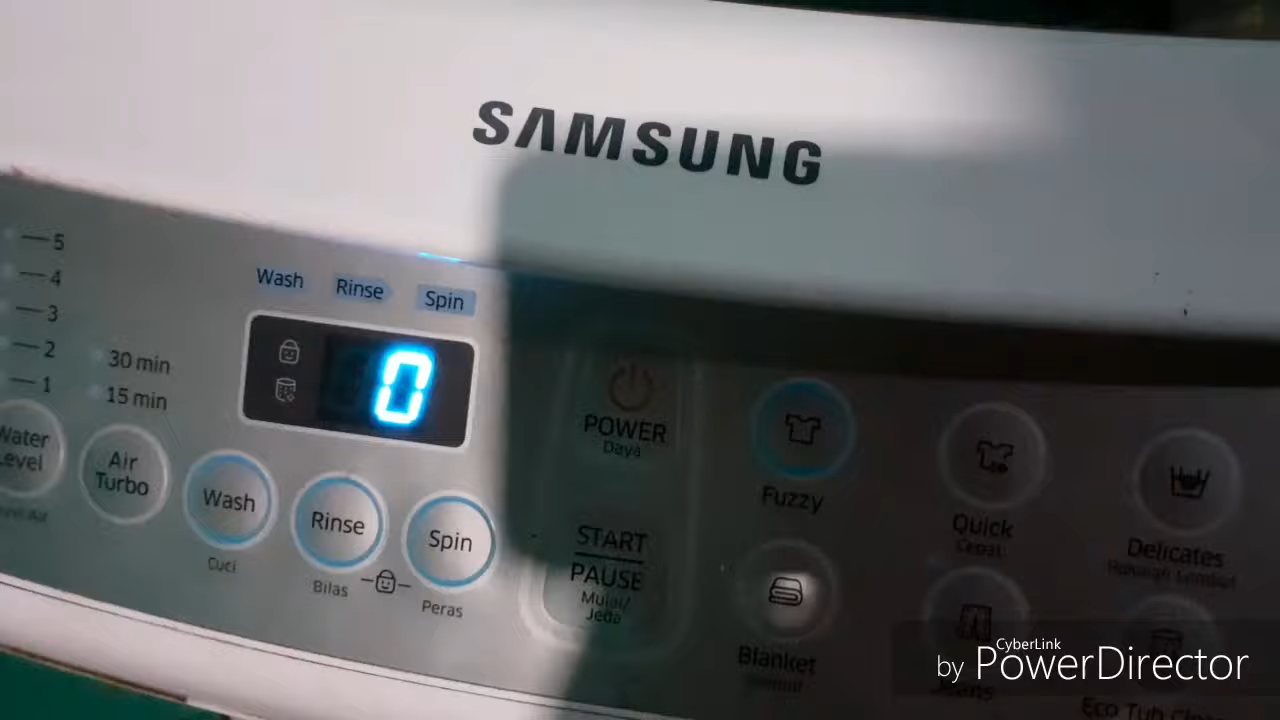 SAMSUNG
5
4
3
2
1
30 min
15 min
Wash Rinse Spin
0
Water
Level
Air
Turbo
Wash
Cuci
Rinse
Bilas
Spin
Peras
POWER
Daya
START
PAUSE
Mulai/
Jeda
Fuzzy
Quick
Cepat
Delicates
Blanket
Jeans
Eco Tub
CyberLink
by PowerDirector